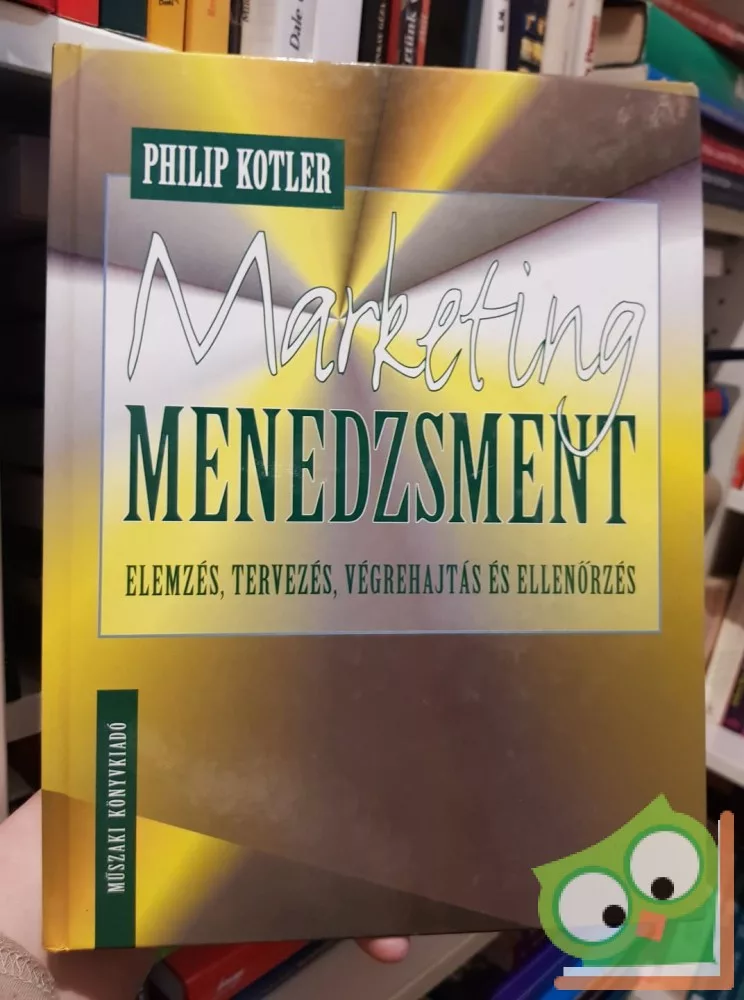 PHILIP KOTLER
Marketing
MENEDZSMENT
ELEMZÉS, TERVEZÉS, VÉGREHAJTÁS ÉS ELLENŐRZÉS
MŰSZAKI KÖNYVKIADÓ